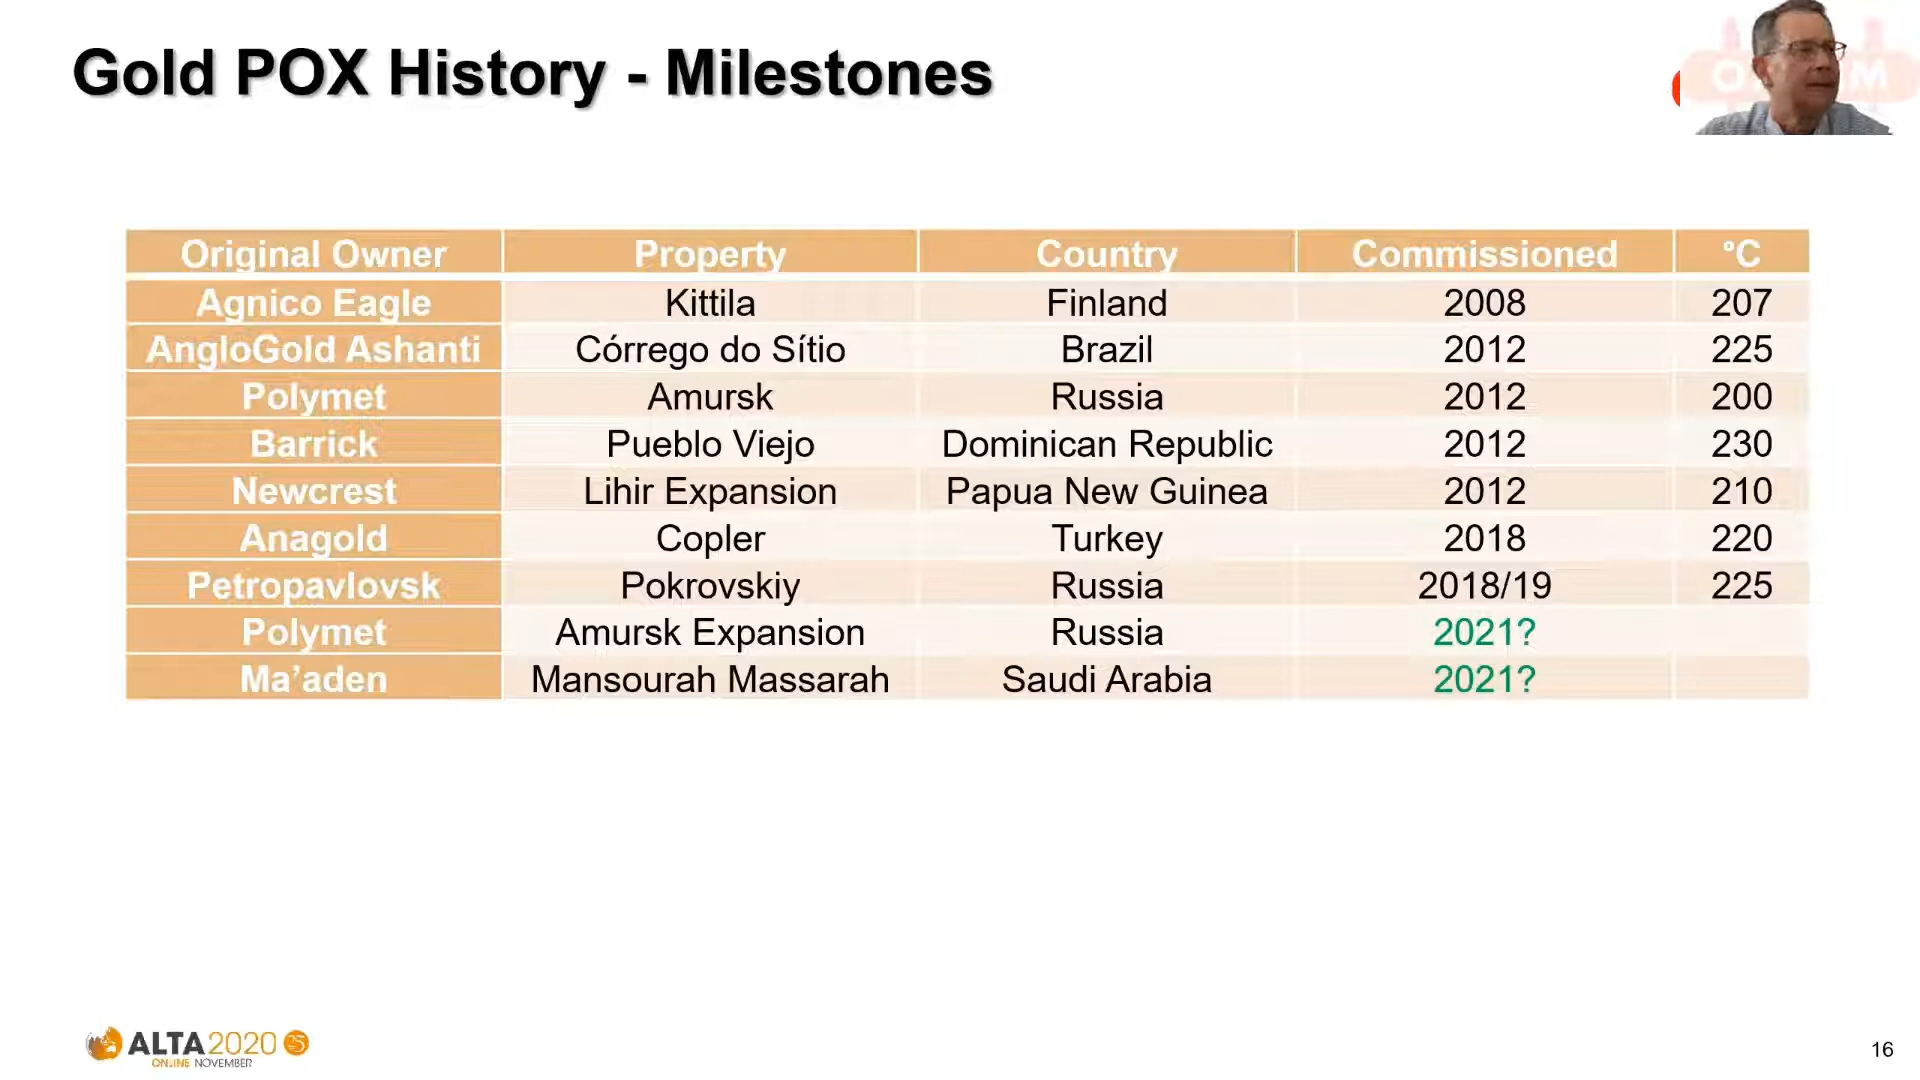 Gold POX History - Milestones
Original Owner Property Country Commissioned °C
Agnico Eagle Kittila Finland 2008 207
AngloGold Ashanti Córrego do Sítio Brazil 2012 225
Polymet Amursk Russia 2012 200
Barrick Pueblo Viejo Dominican Republic 2012 230
Newcrest Lihir Expansion Papua New Guinea 2012 210
Anagold Copler Turkey 2018 220
Petropavlovsk Pokrovskiy Russia 2018/19 225
Polymet Amursk Expansion Russia 2021?
Ma’aden Mansourah Massarah Saudi Arabia 2021?
ALTA 2020 25
ONLINE NOVEMBER
16